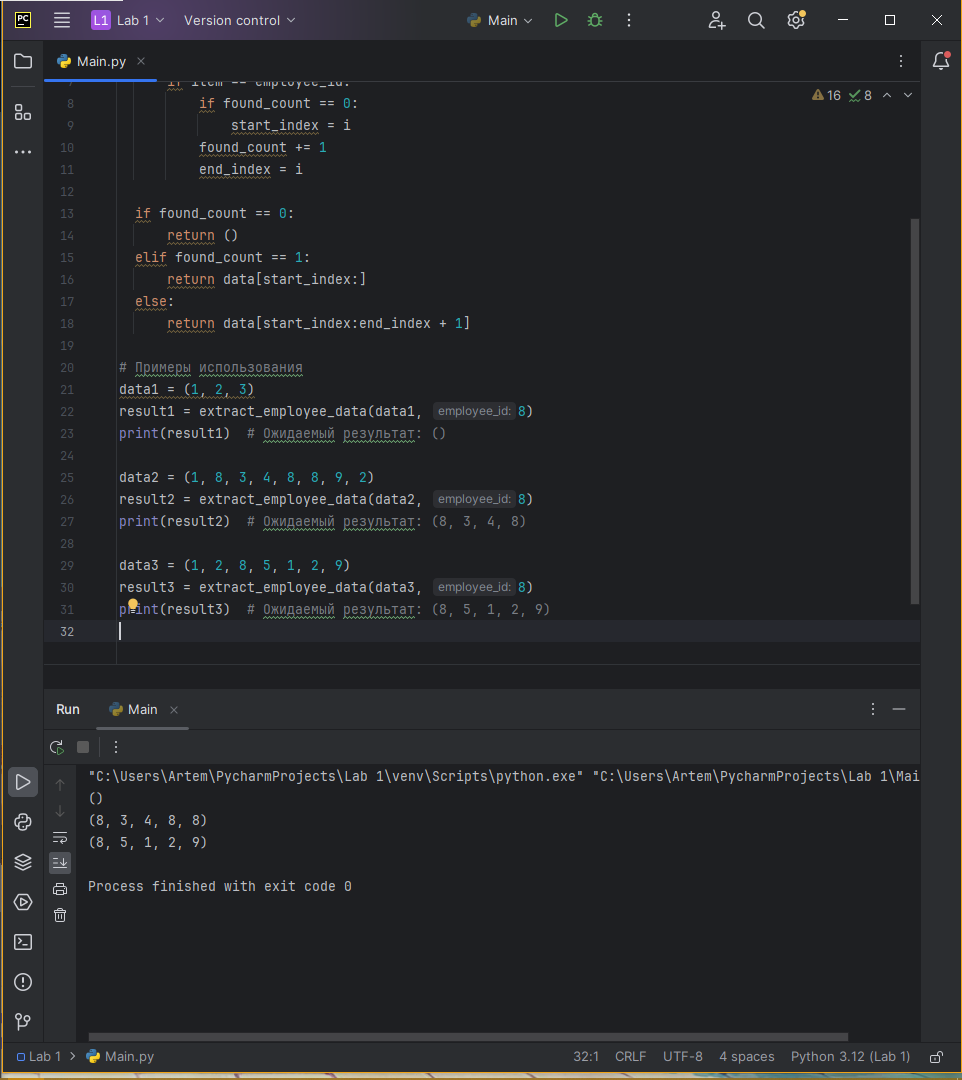 PC L1 Lab 1 Version control Main
Main.py
16 8
7 if item == employee_id:
8 if found_count == 0:
9 start_index = i
10 found_count += 1
11 end_index = i
12
13 if found_count == 0:
14 return ()
15 elif found_count == 1:
16 return data[start_index:]
17 else:
18 return data[start_index:end_index + 1]
19
20 # Примеры использования
21 data1 = (1, 2, 3)
22 result1 = extract_employee_data(data1, employee_id: 8)
23 print(result1) # Ожидаемый результат: ()
24
25 data2 = (1, 8, 3, 4, 8, 8, 9, 2)
26 result2 = extract_employee_data(data2, employee_id: 8)
27 print(result2) # Ожидаемый результат: (8, 3, 4, 8)
28
29 data3 = (1, 2, 8, 5, 1, 2, 9)
30 result3 = extract_employee_data(data3, employee_id: 8)
31 print(result3) # Ожидаемый результат: (8, 5, 1, 2, 9)
32
Run Main
"C:\Users\Artem\PycharmProjects\Lab 1\venv\Scripts\python.exe" "C:\Users\Artem\PycharmProjects\Lab 1\Mai
()
(8, 3, 4, 8, 8)
(8, 5, 1, 2, 9)
Process finished with exit code 0
Lab 1 Main.py 32:1 CRLF UTF-8 4 spaces Python 3.12 (Lab 1)